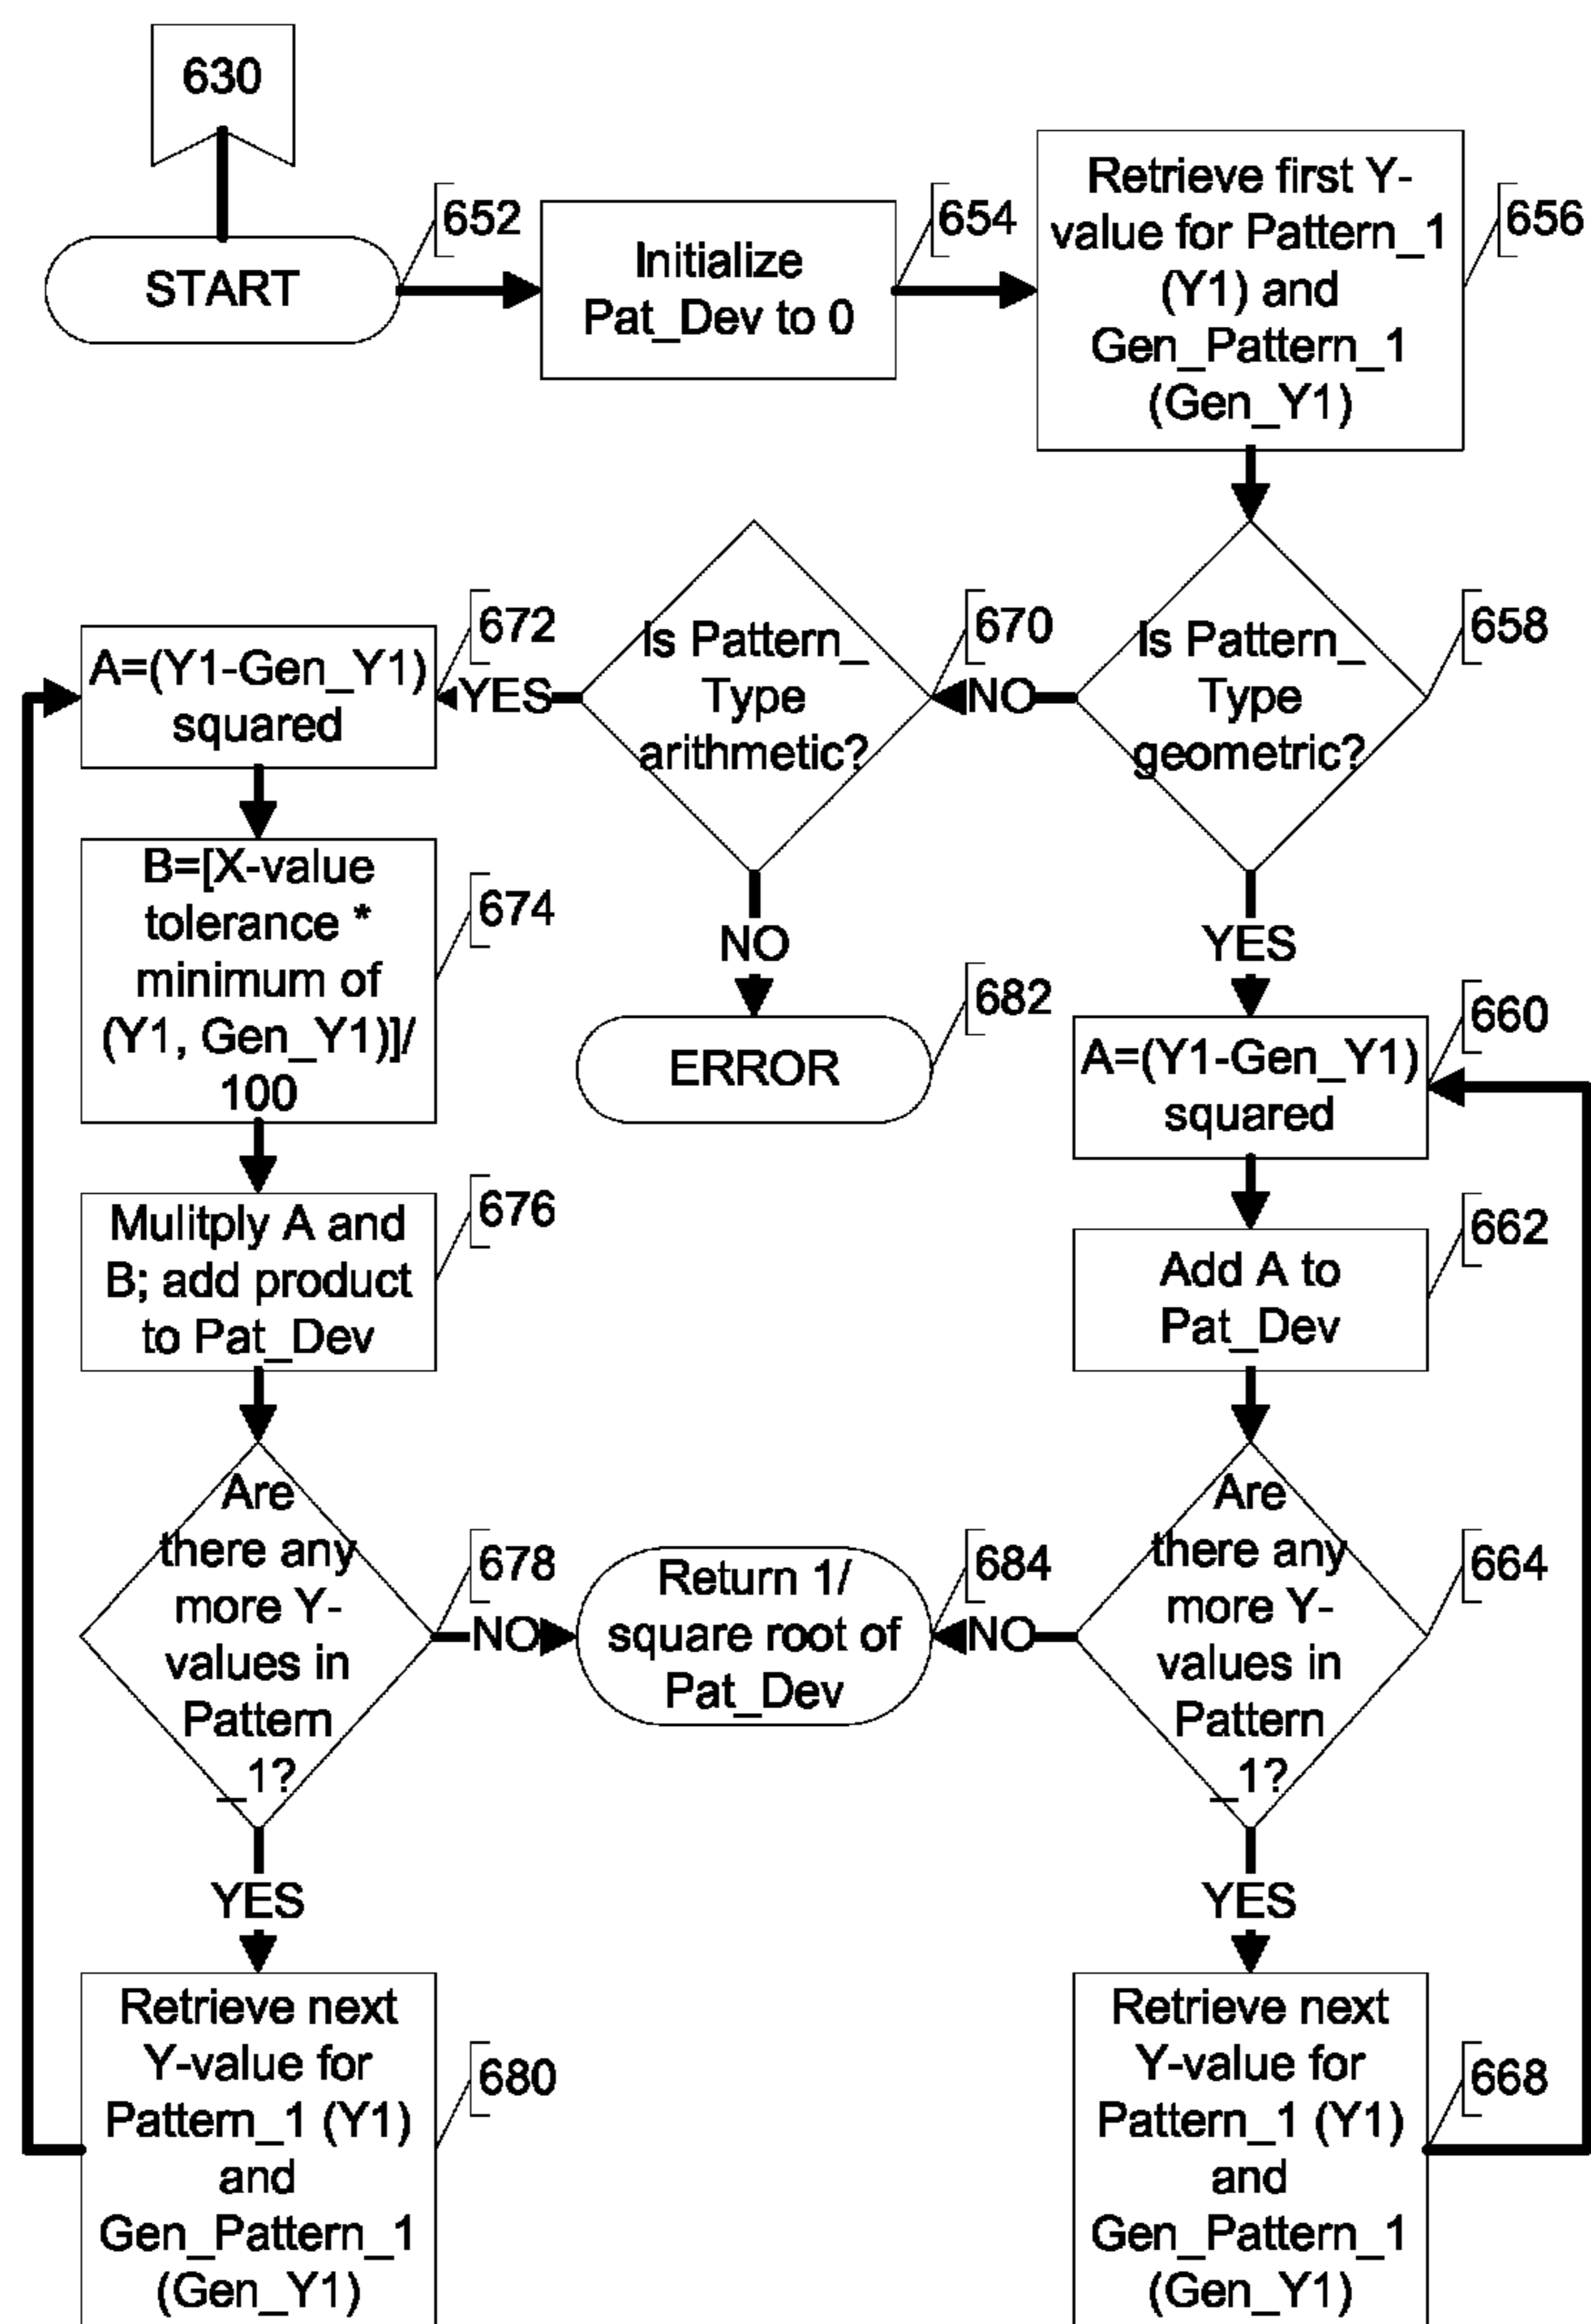 630
START
652
Initialize
Pat_Dev to 0
654
Retrieve first Y-
value for Pattern_1
(Y1) and
Gen_Pattern_1
(Gen_Y1)
656
Is Pattern_
Type
geometric?
658
NO
YES
Is Pattern_
Type
arithmetic?
670
YES
NO
ERROR
682
A=(Y1-Gen_Y1)
squared
672
B=[X-value
tolerance *
minimum of
(Y1, Gen_Y1)]/
100
674
Mulitply A and
B; add product
to Pat_Dev
676
Are
there any
more Y-
values in
Pattern
_1?
678
NO
YES
Retrieve next
Y-value for
Pattern_1 (Y1)
and
Gen_Pattern_1
(Gen_Y1)
680
Return 1/
square root of
Pat_Dev
684
A=(Y1-Gen_Y1)
squared
660
Add A to
Pat_Dev
662
Are
there any
more Y-
values in
Pattern
_1?
664
NO
YES
Retrieve next
Y-value for
Pattern_1 (Y1)
and
Gen_Pattern_1
(Gen_Y1)
668